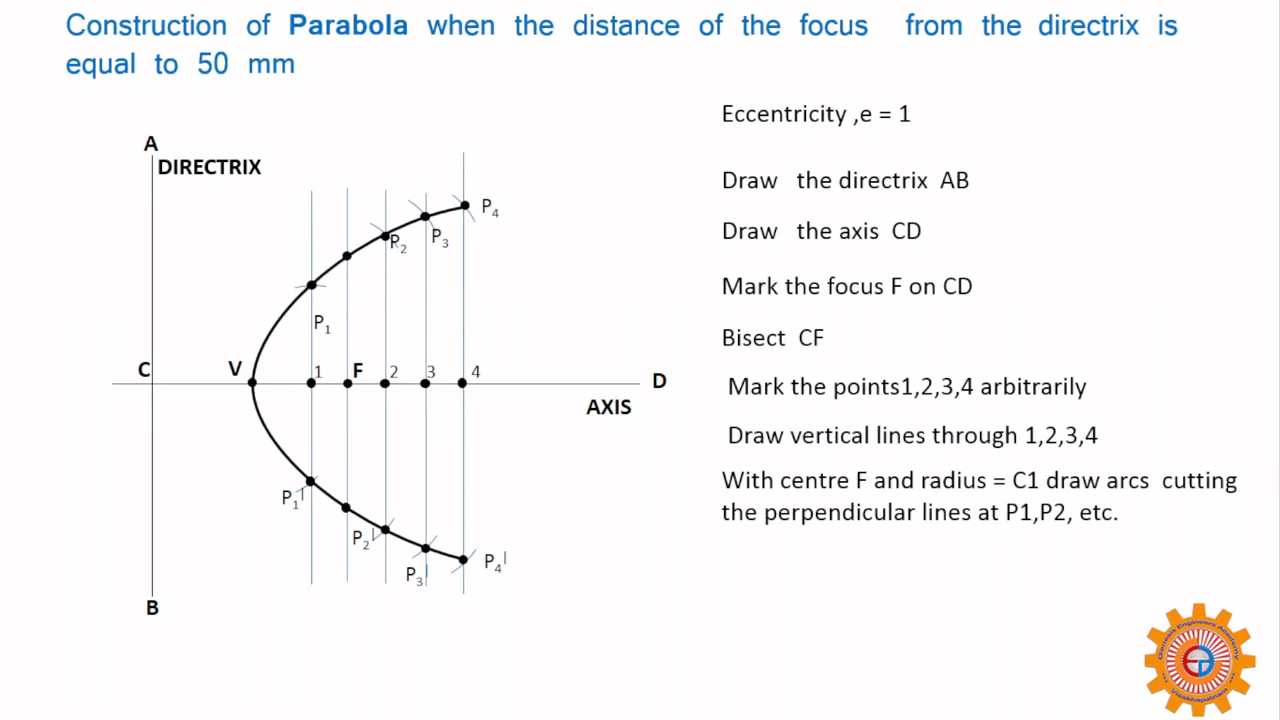 Construction of Parabola when the distance of the focus from the directrix is
equal to 50 mm
Eccentricity ,e = 1
A
DIRECTRIX
Draw the directrix AB
P4
P3
P2
Draw the axis CD
Mark the focus F on CD
P1
Bisect CF
C
V
1
F
2
3
4
D
AXIS
Mark the points1,2,3,4 arbitrarily
Draw vertical lines through 1,2,3,4
With centre F and radius = C1 draw arcs cutting
the perpendicular lines at P1,P2, etc.
P1|
P2|
P3|
P4|
B
Genesis Engineers Academy
Visakhapatnam